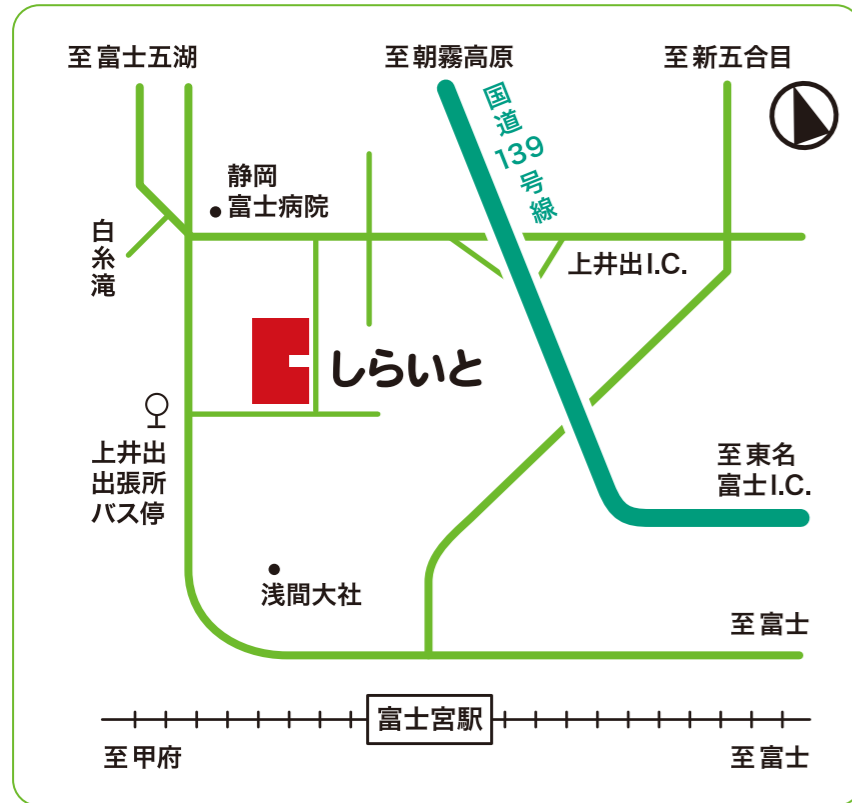 至富士五湖
至朝霧高原
至新五合目
国道139号線
静岡
富士病院
白糸滝
上井出I.C.
しらいと
上井出
出張所
バス停
至東名
富士I.C.
浅間大社
至富士
富士宮駅
至甲府
至富士